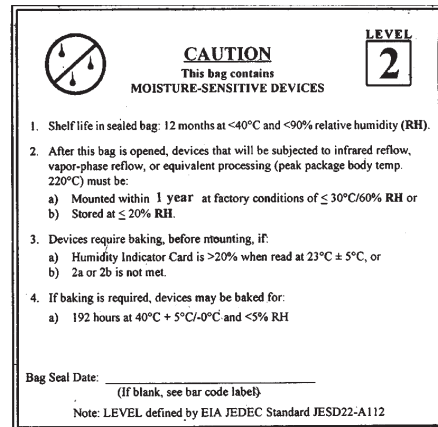 LEVEL
2
CAUTION
This bag contains
MOISTURE-SENSITIVE DEVICES
1. Shelf life in sealed bag: 12 months at <40°C and <90% relative humidity (RH).
2. After this bag is opened, devices that will be subjected to infrared reflow,
vapor-phase reflow, or equivalent processing (peak package body temp.
220°C) must be:
a) Mounted within 1 year at factory conditions of ≤ 30°C/60% RH or
b) Stored at ≤ 20% RH.
3. Devices require baking, before mounting, if:
a) Humidity Indicator Card is >20% when read at 23°C ± 5°C, or
b) 2a or 2b is not met.
4. If baking is required, devices may be baked for:
a) 192 hours at 40°C + 5°C/-0°C and <5% RH
Bag Seal Date:
(If blank, see bar code label)
Note: LEVEL defined by EIA JEDEC Standard JESD22-A112